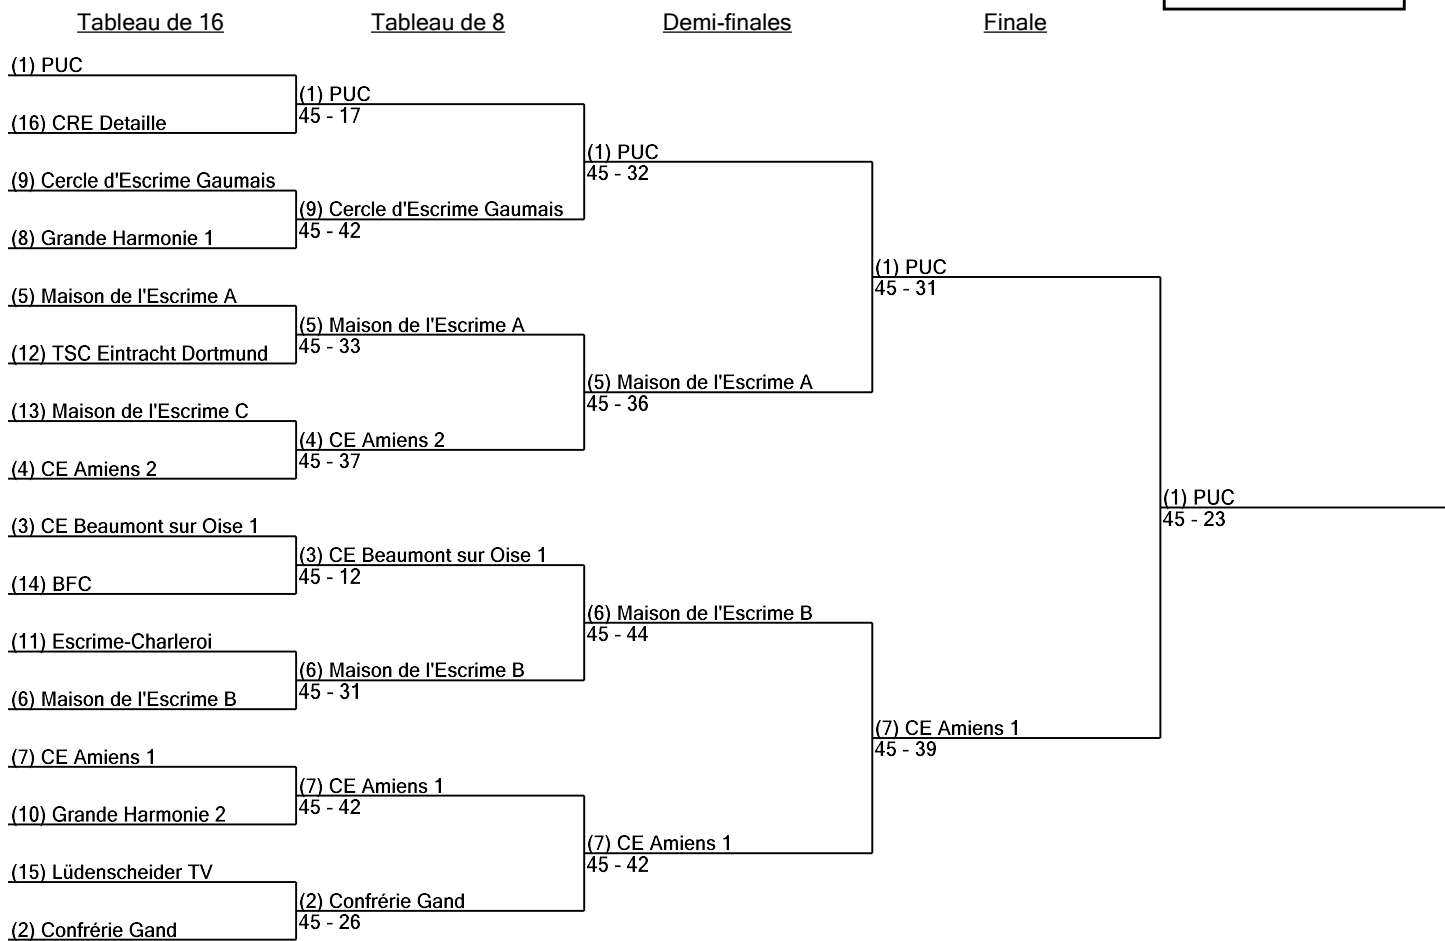 Tableau de 16
Tableau de 8
Demi-finales
Finale
(1) PUC
(16) CRE Detaille
(9) Cercle d'Escrime Gaumais
(8) Grande Harmonie 1
(5) Maison de l'Escrime A
(12) TSC Eintracht Dortmund
(13) Maison de l'Escrime C
(4) CE Amiens 2
(3) CE Beaumont sur Oise 1
(14) BFC
(11) Escrime-Charleroi
(6) Maison de l'Escrime B
(7) CE Amiens 1
(10) Grande Harmonie 2
(15) Lüdenscheider TV
(2) Confrérie Gand
(1) PUC
45 - 17
(9) Cercle d'Escrime Gaumais
45 - 42
(5) Maison de l'Escrime A
45 - 33
(4) CE Amiens 2
45 - 37
(3) CE Beaumont sur Oise 1
45 - 12
(6) Maison de l'Escrime B
45 - 31
(7) CE Amiens 1
45 - 42
(2) Confrérie Gand
45 - 26
(1) PUC
45 - 32
(5) Maison de l'Escrime A
45 - 36
(6) Maison de l'Escrime B
45 - 44
(7) CE Amiens 1
45 - 42
(1) PUC
45 - 31
(7) CE Amiens 1
45 - 39
(1) PUC
45 - 23